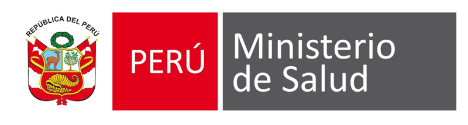 REPÚBLICA DEL PERÚ
PERÚ
Ministerio
de Salud